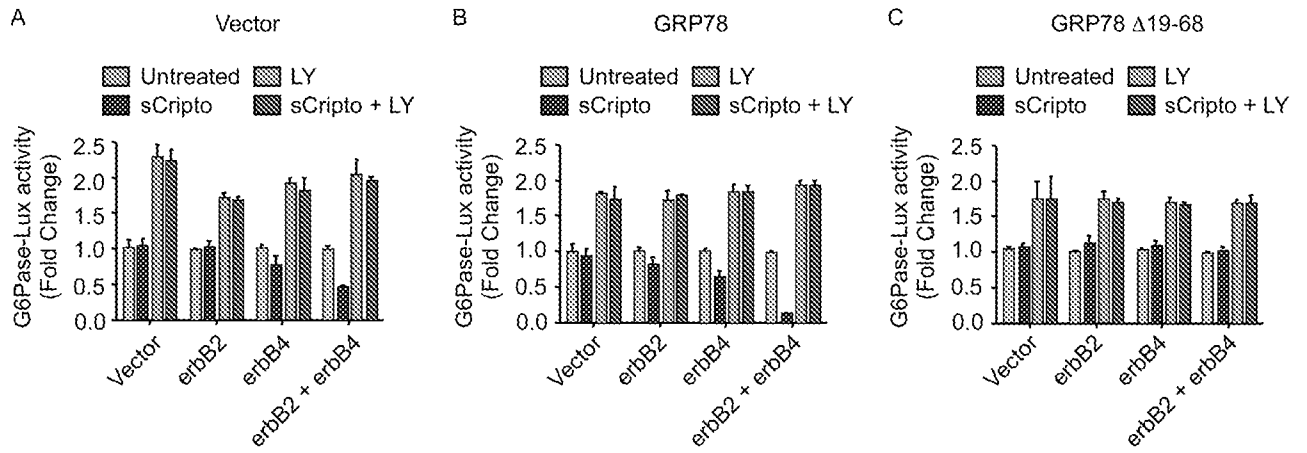 A
Vector
Untreated
LY
sCripto
sCripto + LY
G6Pase-Lux activity
(Fold Change)
2.5
2.0
1.5
1.0
0.5
0.0
Vector
erbB2
erbB4
erbB2 + erbB4
B
GRP78
Untreated
LY
sCripto
sCripto + LY
G6Pase-Lux activity
(Fold Change)
2.5
2.0
1.5
1.0
0.5
0.0
Vector
erbB2
erbB4
erbB2 + erbB4
C
GRP78 Δ19-68
Untreated
LY
sCripto
sCripto + LY
G6Pase-Lux activity
(Fold Change)
2.5
2.0
1.5
1.0
0.5
0.0
Vector
erbB2
erbB4
erbB2 + erbB4